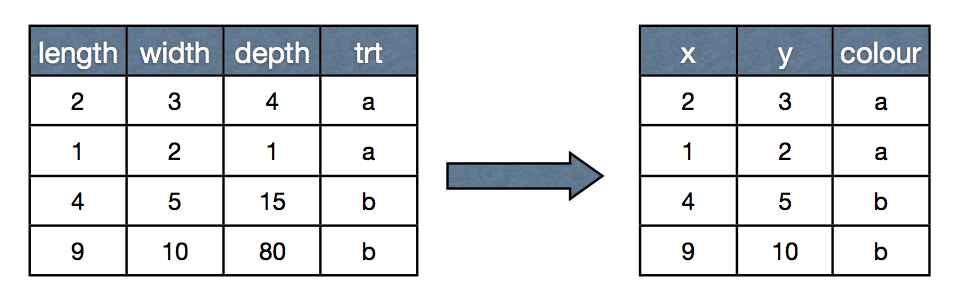 length width depth trt
2 3 4 a
1 2 1 a
4 5 15 b
9 10 80 b
x y colour
2 3 a
1 2 a
4 5 b
9 10 b